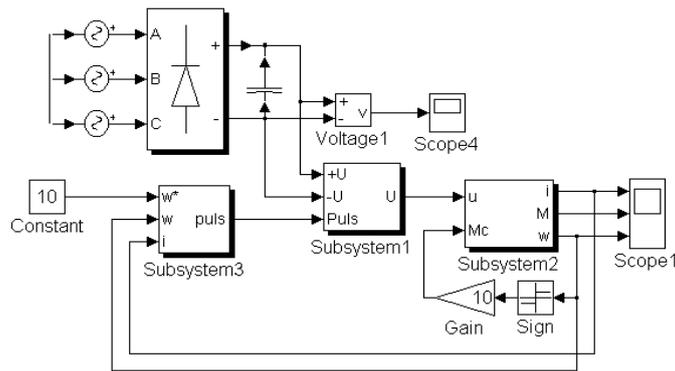 A
B
C
+
-
+
-
v
Voltage1
Scope4
10
Constant
w*
w
i
puls
Subsystem3
+U
-U
Puls
U
Subsystem1
u
Mc
i
M
w
Subsystem2
Scope1
10
Gain
Sign